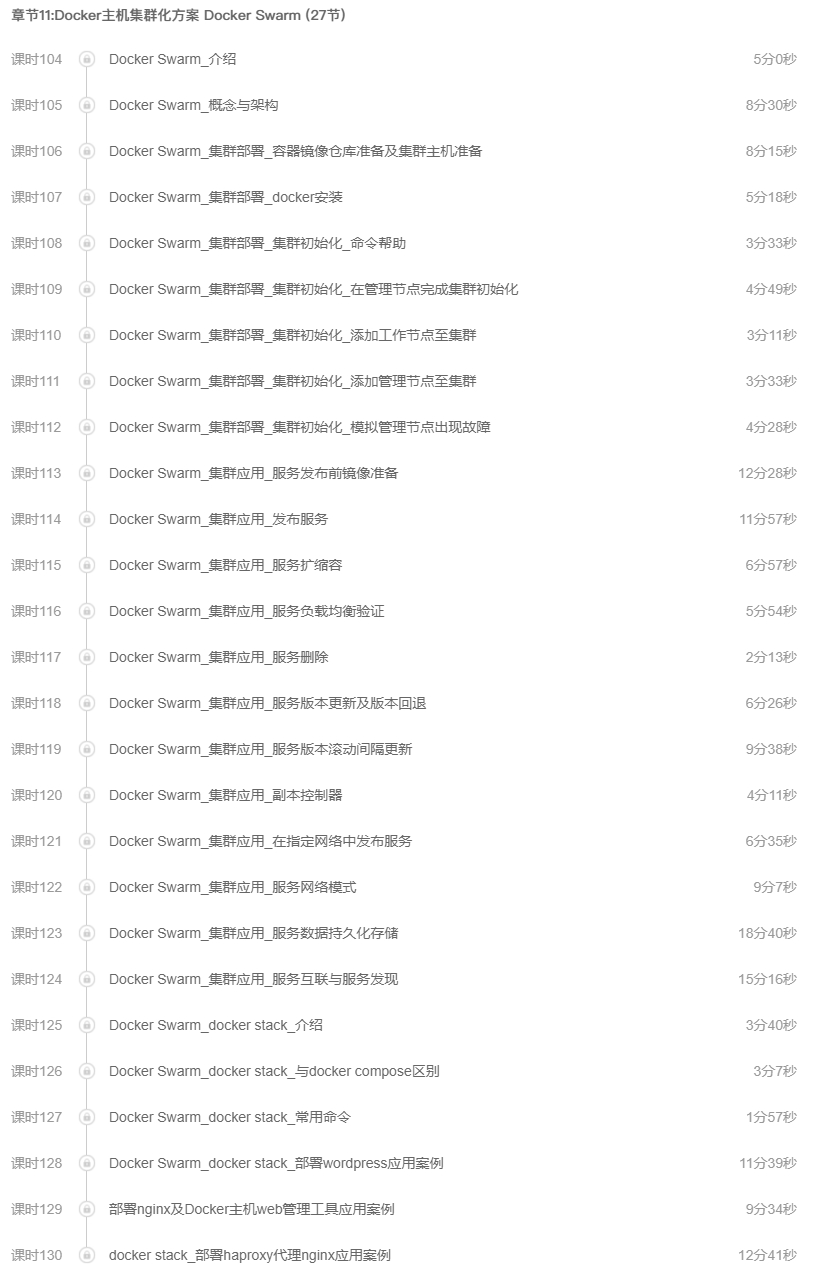 章节11:Docker主机集群化方案 Docker Swarm (27节)
课时104 Docker Swarm_介绍 5分0秒
课时105 Docker Swarm_概念与架构 8分30秒
课时106 Docker Swarm_集群部署_容器镜像仓库准备及集群主机准备 8分15秒
课时107 Docker Swarm_集群部署_docker安装 5分18秒
课时108 Docker Swarm_集群部署_集群初始化_命令帮助 3分33秒
课时109 Docker Swarm_集群部署_集群初始化_在管理节点完成集群初始化 4分49秒
课时110 Docker Swarm_集群部署_集群初始化_添加工作节点至集群 3分11秒
课时111 Docker Swarm_集群部署_集群初始化_添加管理节点至集群 3分33秒
课时112 Docker Swarm_集群部署_集群初始化_模拟管理节点出现故障 4分28秒
课时113 Docker Swarm_集群应用_服务发布前镜像准备 12分28秒
课时114 Docker Swarm_集群应用_发布服务 11分57秒
课时115 Docker Swarm_集群应用_服务扩缩容 6分57秒
课时116 Docker Swarm_集群应用_服务负载均衡验证 5分54秒
课时117 Docker Swarm_集群应用_服务删除 2分13秒
课时118 Docker Swarm_集群应用_服务版本更新及版本回退 6分26秒
课时119 Docker Swarm_集群应用_服务版本滚动间隔更新 9分38秒
课时120 Docker Swarm_集群应用_副本控制器 4分11秒
课时121 Docker Swarm_集群应用_在指定网络中发布服务 6分35秒
课时122 Docker Swarm_集群应用_服务网络模式 9分7秒
课时123 Docker Swarm_集群应用_服务数据持久化存储 18分40秒
课时124 Docker Swarm_集群应用_服务互联与服务发现 15分16秒
课时125 Docker Swarm_docker stack_介绍 3分40秒
课时126 Docker Swarm_docker stack_与docker compose区别 3分7秒
课时127 Docker Swarm_docker stack_常用命令 1分57秒
课时128 Docker Swarm_docker stack_部署wordpress应用案例 11分39秒
课时129 部署nginx及Docker主机web管理工具应用案例 9分34秒
课时130 docker stack_部署haproxy代理nginx应用案例 12分41秒